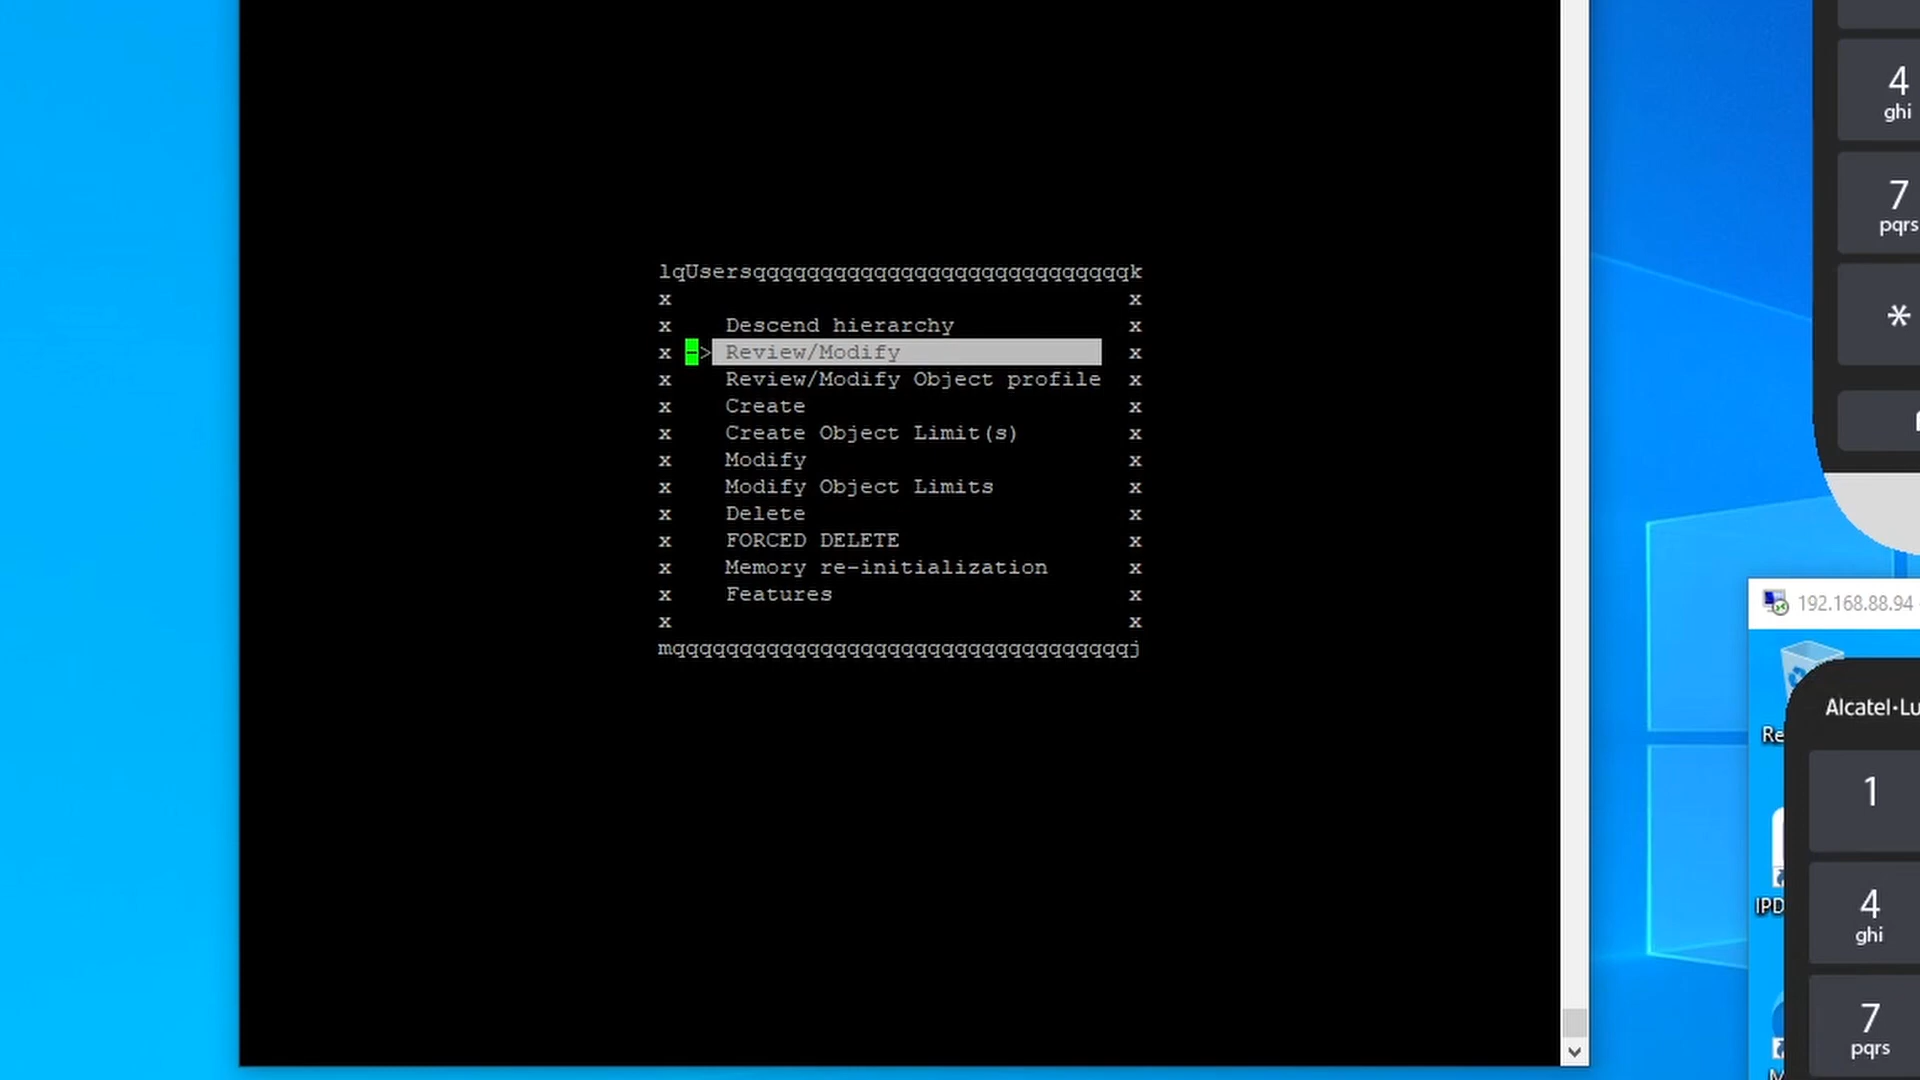 lqUsersqqqqqqqqqqqqqqqqqqqqqqqqqqqqk
x x
x Descend hierarchy x
x ->Review/Modify x
x Review/Modify Object profile x
x Create x
x Create Object Limit(s) x
x Modify x
x Modify Object Limits x
x Delete x
x FORCED DELETE x
x Memory re-initialization x
x Features x
x x
mqqqqqqqqqqqqqqqqqqqqqqqqqqqqqqqqqqj
4
ghi
7
pqrs
*
192.168.88.94
Alcatel·Lu
Re
1
IPD
4
ghi
7
pqrs